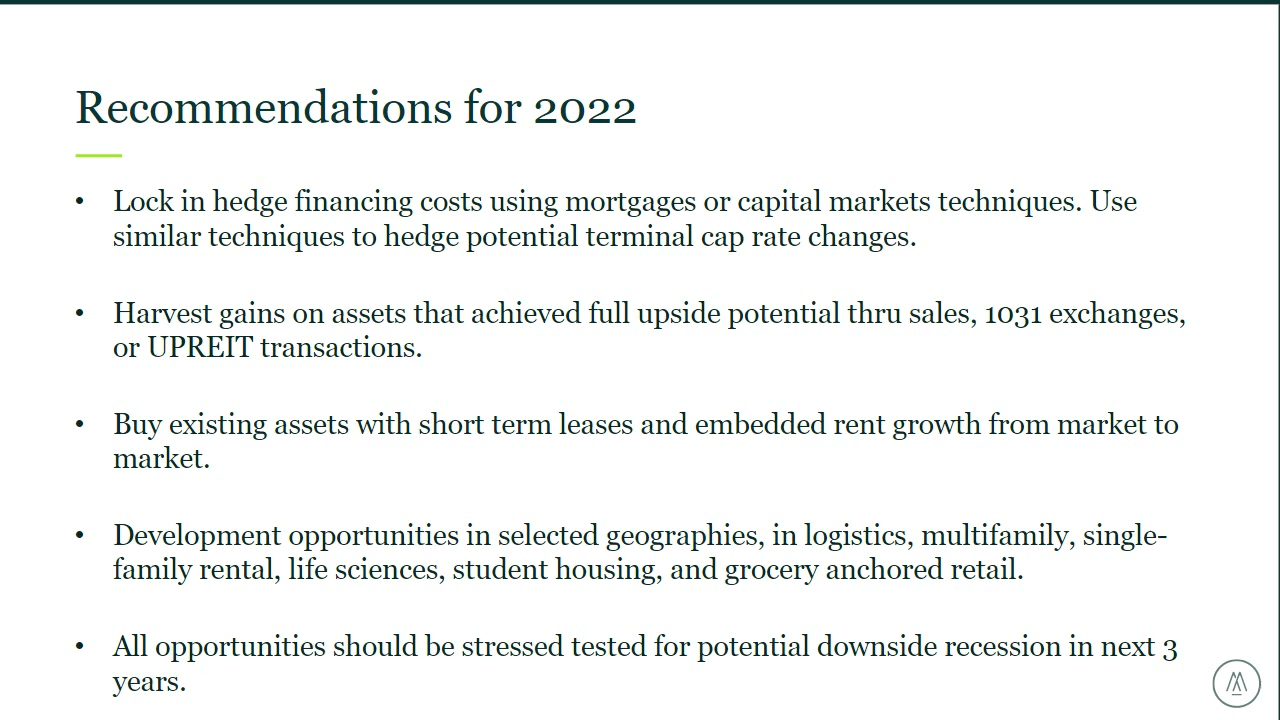 Recommendations for 2022
• Lock in hedge financing costs using mortgages or capital markets techniques. Use
similar techniques to hedge potential terminal cap rate changes.
• Harvest gains on assets that achieved full upside potential thru sales, 1031 exchanges,
or UPREIT transactions.
• Buy existing assets with short term leases and embedded rent growth from market to
market.
• Development opportunities in selected geographies, in logistics, multifamily, single-
family rental, life sciences, student housing, and grocery anchored retail.
• All opportunities should be stressed tested for potential downside recession in next 3
years.